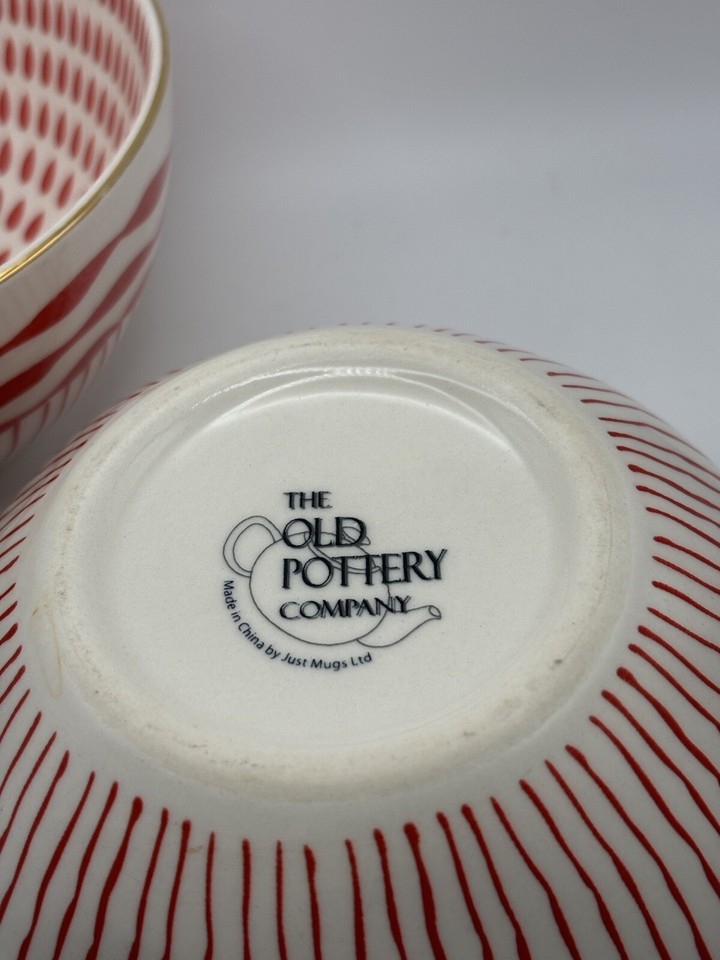 THE
OLD
POTTERY
COMPANY
Made in China by Just Mugs Ltd